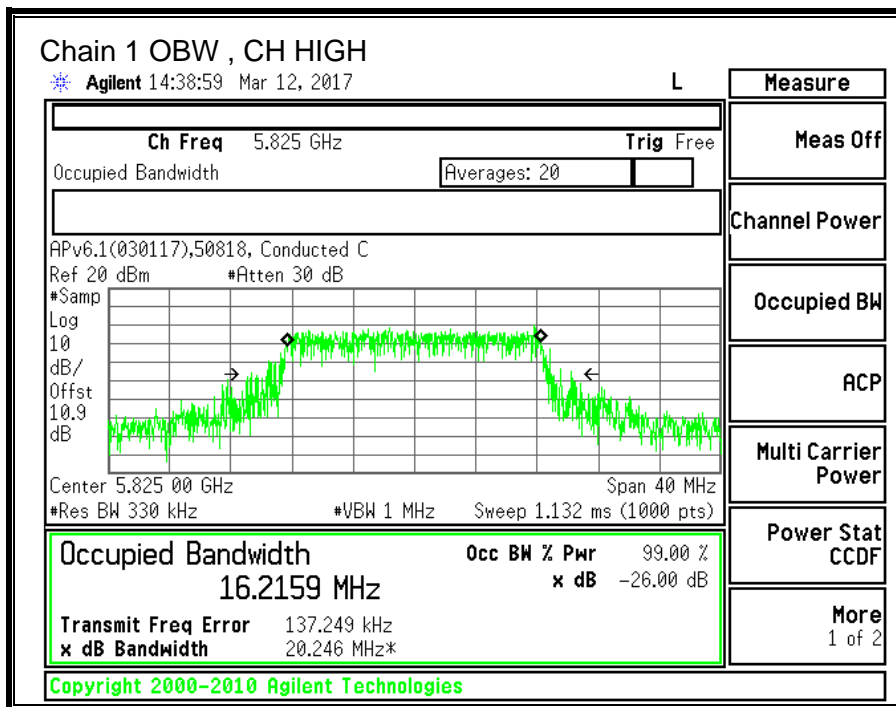 Chain 1 OBW , CH HIGH
Agilent 14:38:59 Mar 12, 2017 L
Measure
Ch Freq 5.825 GHz Trig Free
Meas Off
Occupied Bandwidth Averages: 20
Channel Power
APv6.1(030117),50818, Conducted C
Ref 20 dBm #Atten 30 dB
#Samp
Log
10
dB/
Offst
10.9
dB
Occupied BW
ACP
Multi Carrier
Power
Center 5.825 00 GHz Span 40 MHz
#Res BW 330 kHz #VBW 1 MHz Sweep 1.132 ms (1000 pts)
Power Stat
CCDF
Occupied Bandwidth Occ BW % Pwr 99.00 %
16.2159 MHz x dB -26.00 dB
Transmit Freq Error 137.249 kHz
x dB Bandwidth 20.246 MHz*
More
1 of 2
Copyright 2000-2010 Agilent Technologies